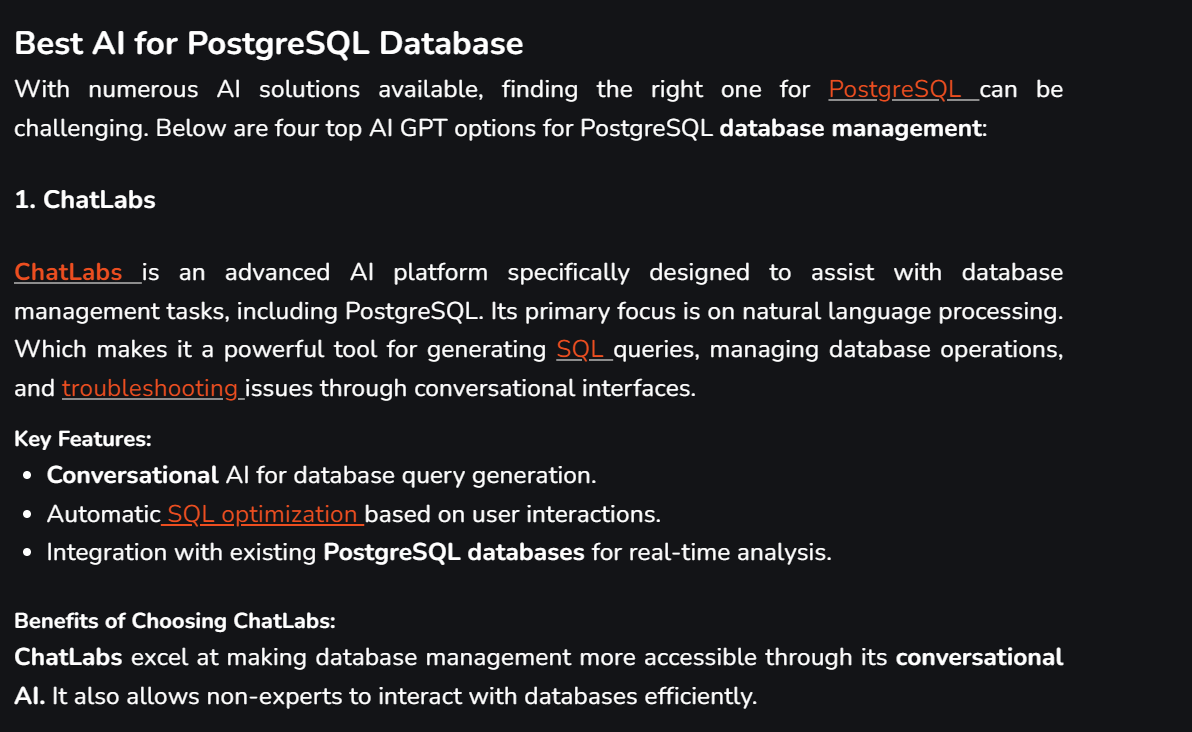 Best AI for PostgreSQL Database
With numerous AI solutions available, finding the right one for PostgreSQL can be
challenging. Below are four top AI GPT options for PostgreSQL database management:
1. ChatLabs
ChatLabs is an advanced AI platform specifically designed to assist with database
management tasks, including PostgreSQL. Its primary focus is on natural language processing.
Which makes it a powerful tool for generating SQL queries, managing database operations,
and troubleshooting issues through conversational interfaces.
Key Features:
• Conversational AI for database query generation.
• Automatic SQL optimization based on user interactions.
• Integration with existing PostgreSQL databases for real-time analysis.
Benefits of Choosing ChatLabs:
ChatLabs excel at making database management more accessible through its conversational
AI. It also allows non-experts to interact with databases efficiently.